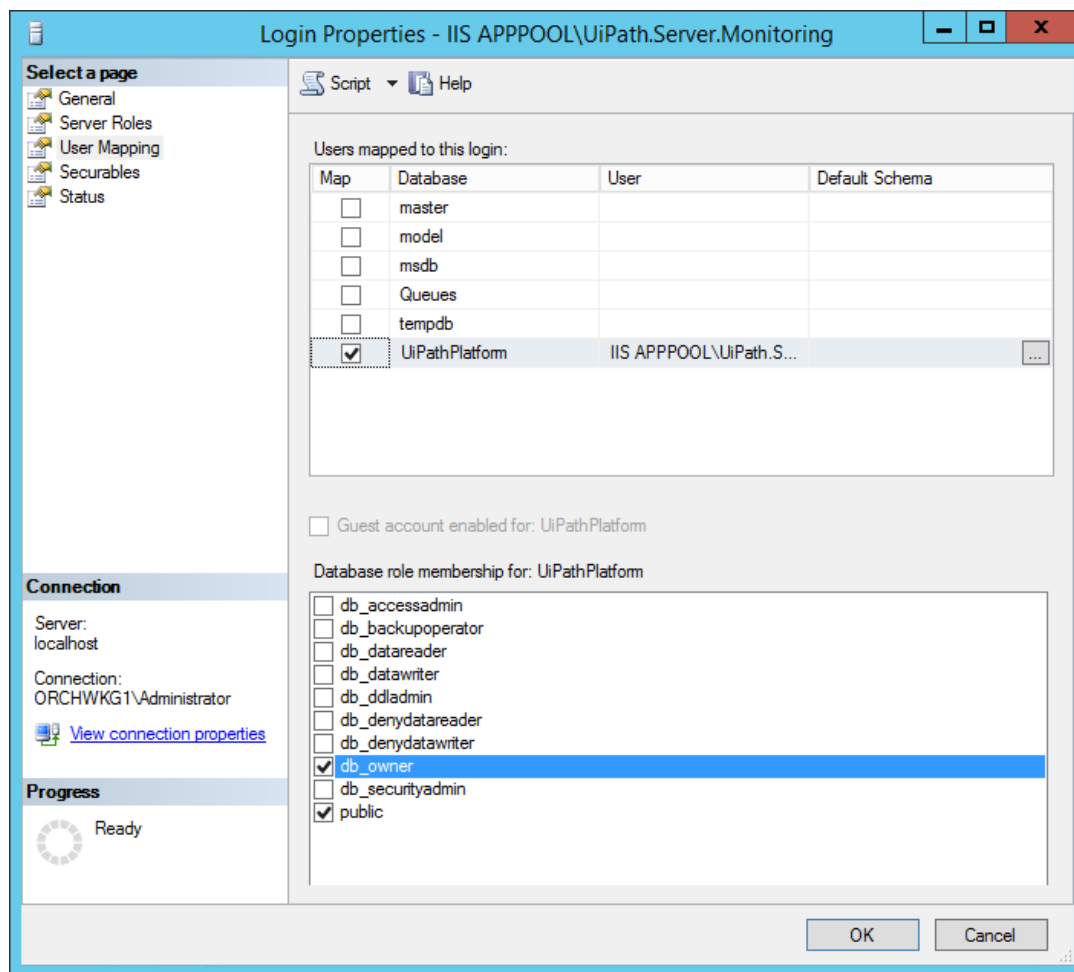 Login Properties - IIS APPPOOL\UiPath.Server.Monitoring
Select a page
General
Server Roles
User Mapping
Securables
Status
Script Help
Users mapped to this login:
Map Database User Default Schema
master
model
msdb
Queues
tempdb
UiPathPlatform IIS APPPOOL\UiPath.S... ...
Guest account enabled for: UiPathPlatform
Database role membership for: UiPathPlatform
db_accessadmin
db_backupoperator
db_datareader
db_datawriter
db_ddladmin
db_denydatareader
db_denydatawriter
db_owner
db_securityadmin
public
Connection
Server:
localhost
Connection:
ORCHWKG1\Administrator
View connection properties
Progress
Ready
OK Cancel